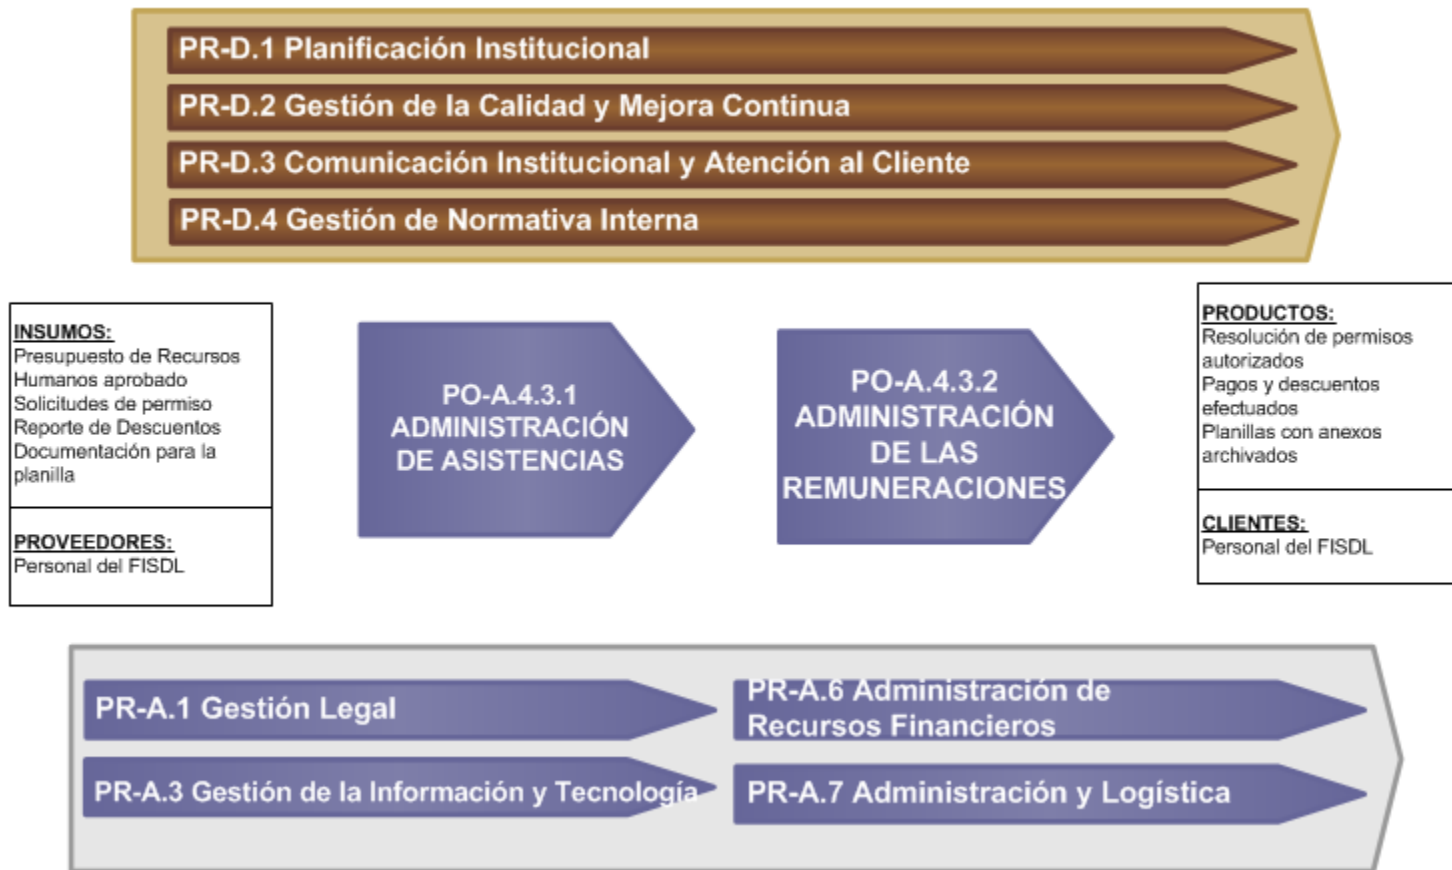 PR-D.1 Planificación Institucional
PR-D.2 Gestión de la Calidad y Mejora Continua
PR-D.3 Comunicación Institucional y Atención al Cliente
PR-D.4 Gestión de Normativa Interna
INSUMOS:
Presupuesto de Recursos
Humanos aprobado
Solicitudes de permiso
Reporte de Descuentos
Documentación para la
planilla
PROVEEDORES:
Personal del FISDL
PO-A.4.3.1
ADMINISTRACIÓN
DE ASISTENCIAS
PO-A.4.3.2
ADMINISTRACIÓN
DE LAS
REMUNERACIONES
PRODUCTOS:
Resolución de permisos
autorizados
Pagos y descuentos
efectuados
Planillas con anexos
archivados
CLIENTES:
Personal del FISDL
PR-A.1 Gestión Legal
PR-A.6 Administración de
Recursos Financieros
PR-A.3 Gestión de la Información y Tecnología
PR-A.7 Administración y Logística